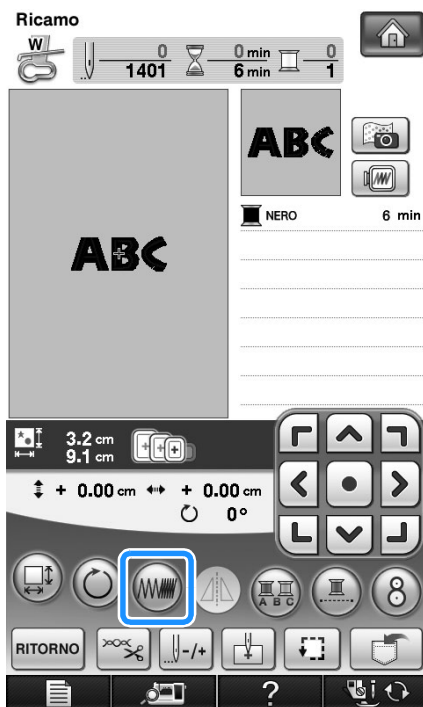 Ricamo
W
0 0 min 0
1401 6 min 1
ABC
NERO 6 min
ABC
3.2 cm
9.1 cm
+ 0.00 cm + 0.00 cm
0°
A B C
8
RITORNO
-/+
?